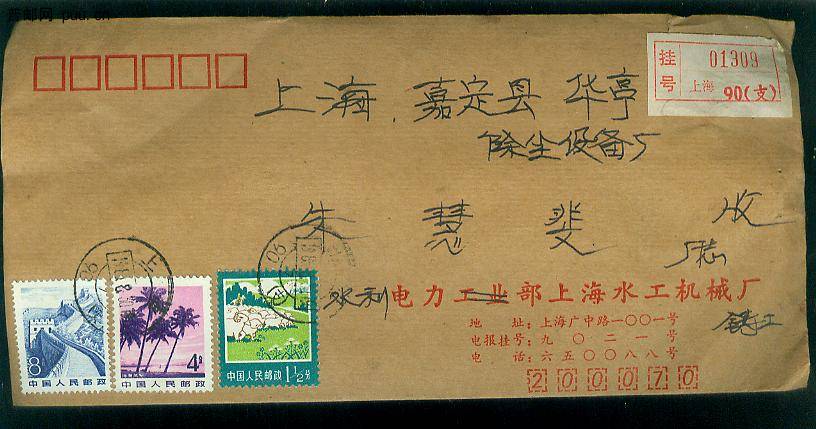 挂号 01309
上海 90(支)
上海.嘉定县 华亭
除尘设备厂
朱慧斐 收
水利电力工业部上海水工机械厂
地 址：上海广中路一〇〇一号
电报挂号：九〇二一号
电 话：六五〇〇八八号
200070
8
中国人民邮政
4分
中国人民邮政
中国人民邮政 1½分